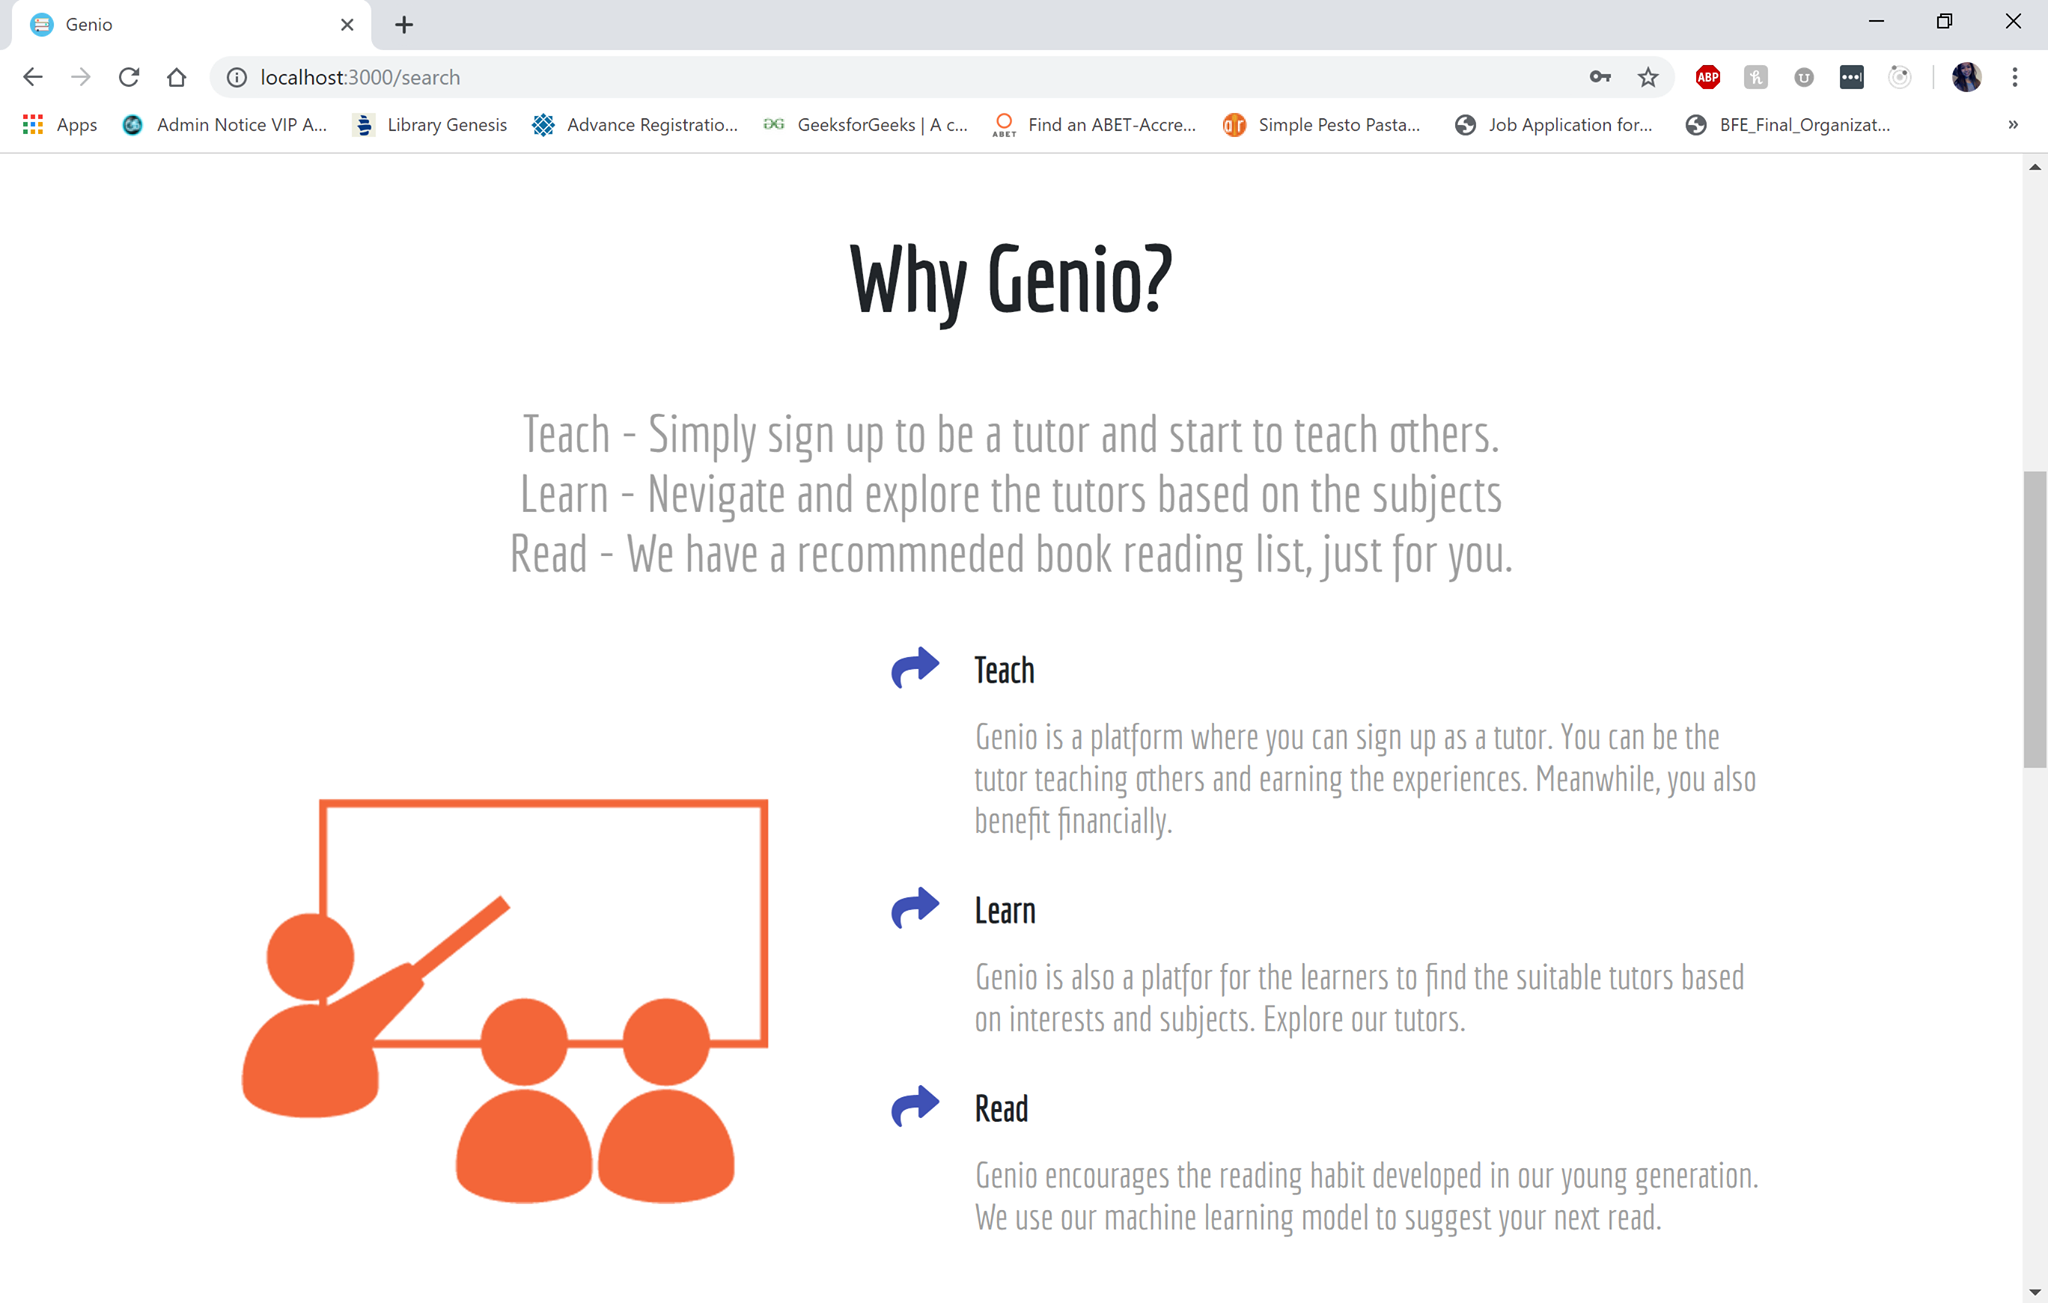 Genio
localhost:3000/search
ABP
Apps
Admin Notice VIP A...
Library Genesis
Advance Registratio...
GeeksforGeeks | A c...
ABET
Find an ABET-Accre...
ar
Simple Pesto Pasta...
Job Application for...
BFE_Final_Organizat...
Why Genio?
Teach - Simply sign up to be a tutor and start to teach others.
Learn - Nevigate and explore the tutors based on the subjects
Read - We have a recommneded book reading list, just for you.
Teach
Genio is a platform where you can sign up as a tutor. You can be the
tutor teaching others and earning the experiences. Meanwhile, you also
benefit financially.
Learn
Genio is also a platfor for the learners to find the suitable tutors based
on interests and subjects. Explore our tutors.
Read
Genio encourages the reading habit developed in our young generation.
We use our machine learning model to suggest your next read.